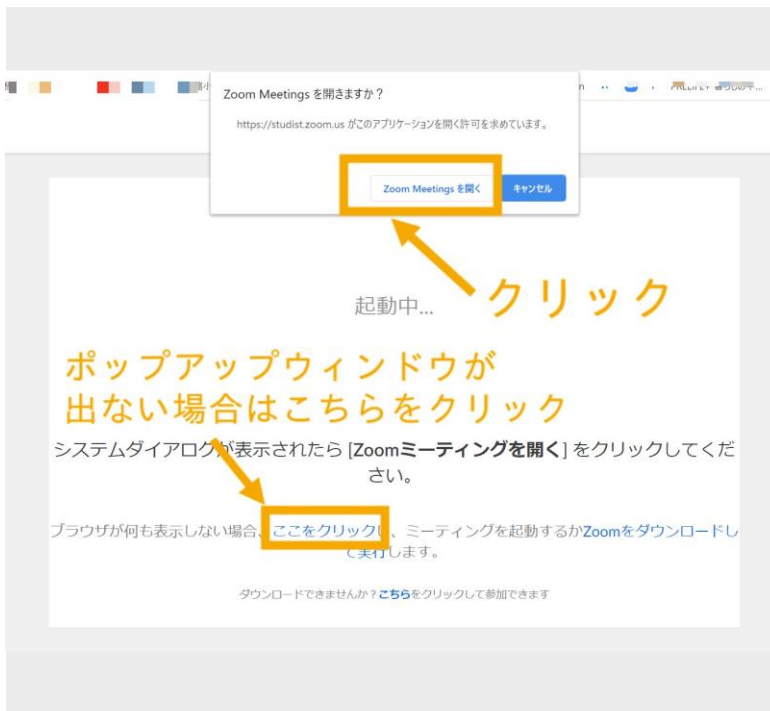 Zoom Meetings を開きますか？
https://studist.zoom.us がこのアプリケーションを開く許可を求めています。
Zoom Meetings を開く
キャンセル
クリック
起動中...
ポップアップウィンドウが
出ない場合はこちらをクリック
システムダイアログが表示されたら [Zoomミーティングを開く] をクリックしてくだ
さい。
ブラウザが何も表示しない場合、ここをクリックし、ミーティングを起動するかZoomをダウンロードし
て実行します。
ダウンロードできませんか？こちらをクリックして参加できます